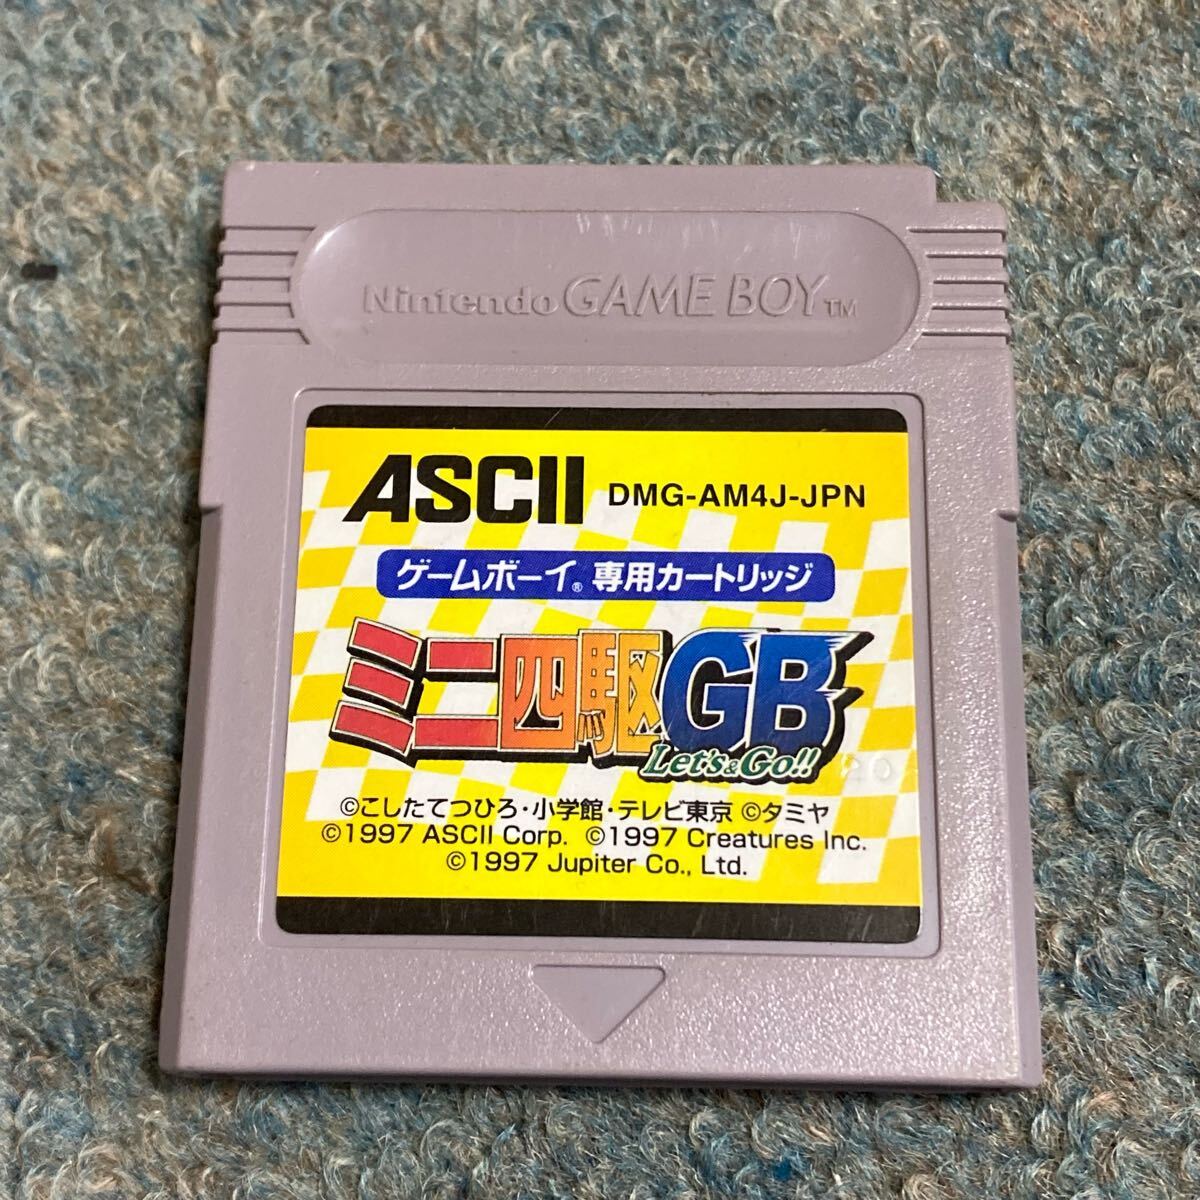 Nintendo GAME BOY™
ASCII DMG-AM4J-JPN
ゲームボーイ® 専用カートリッジ
ミニ四駆GB
Let's&Go!!
20
©こしたてつひろ・小学館・テレビ東京 ©タミヤ
©1997 ASCII Corp. ©1997 Creatures Inc.
©1997 Jupiter Co., Ltd.